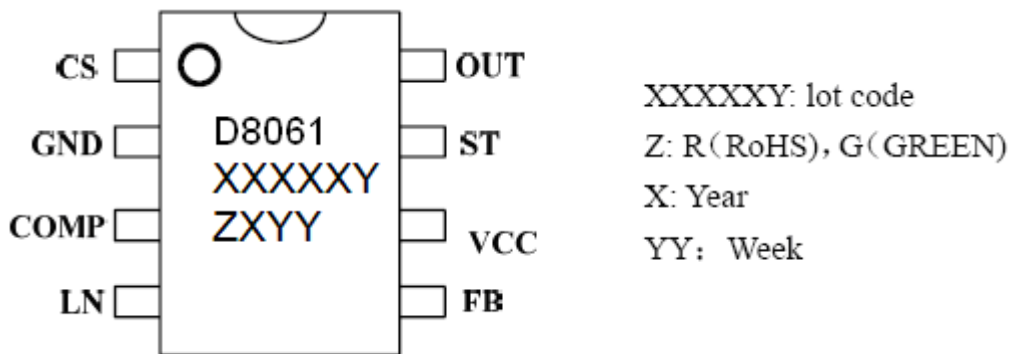 CS
GND
COMP
LN
D8061
XXXXXY
ZXYY
OUT
ST
VCC
FB
XXXXXY: lot code
Z: R(RoHS), G(GREEN)
X: Year
YY: Week